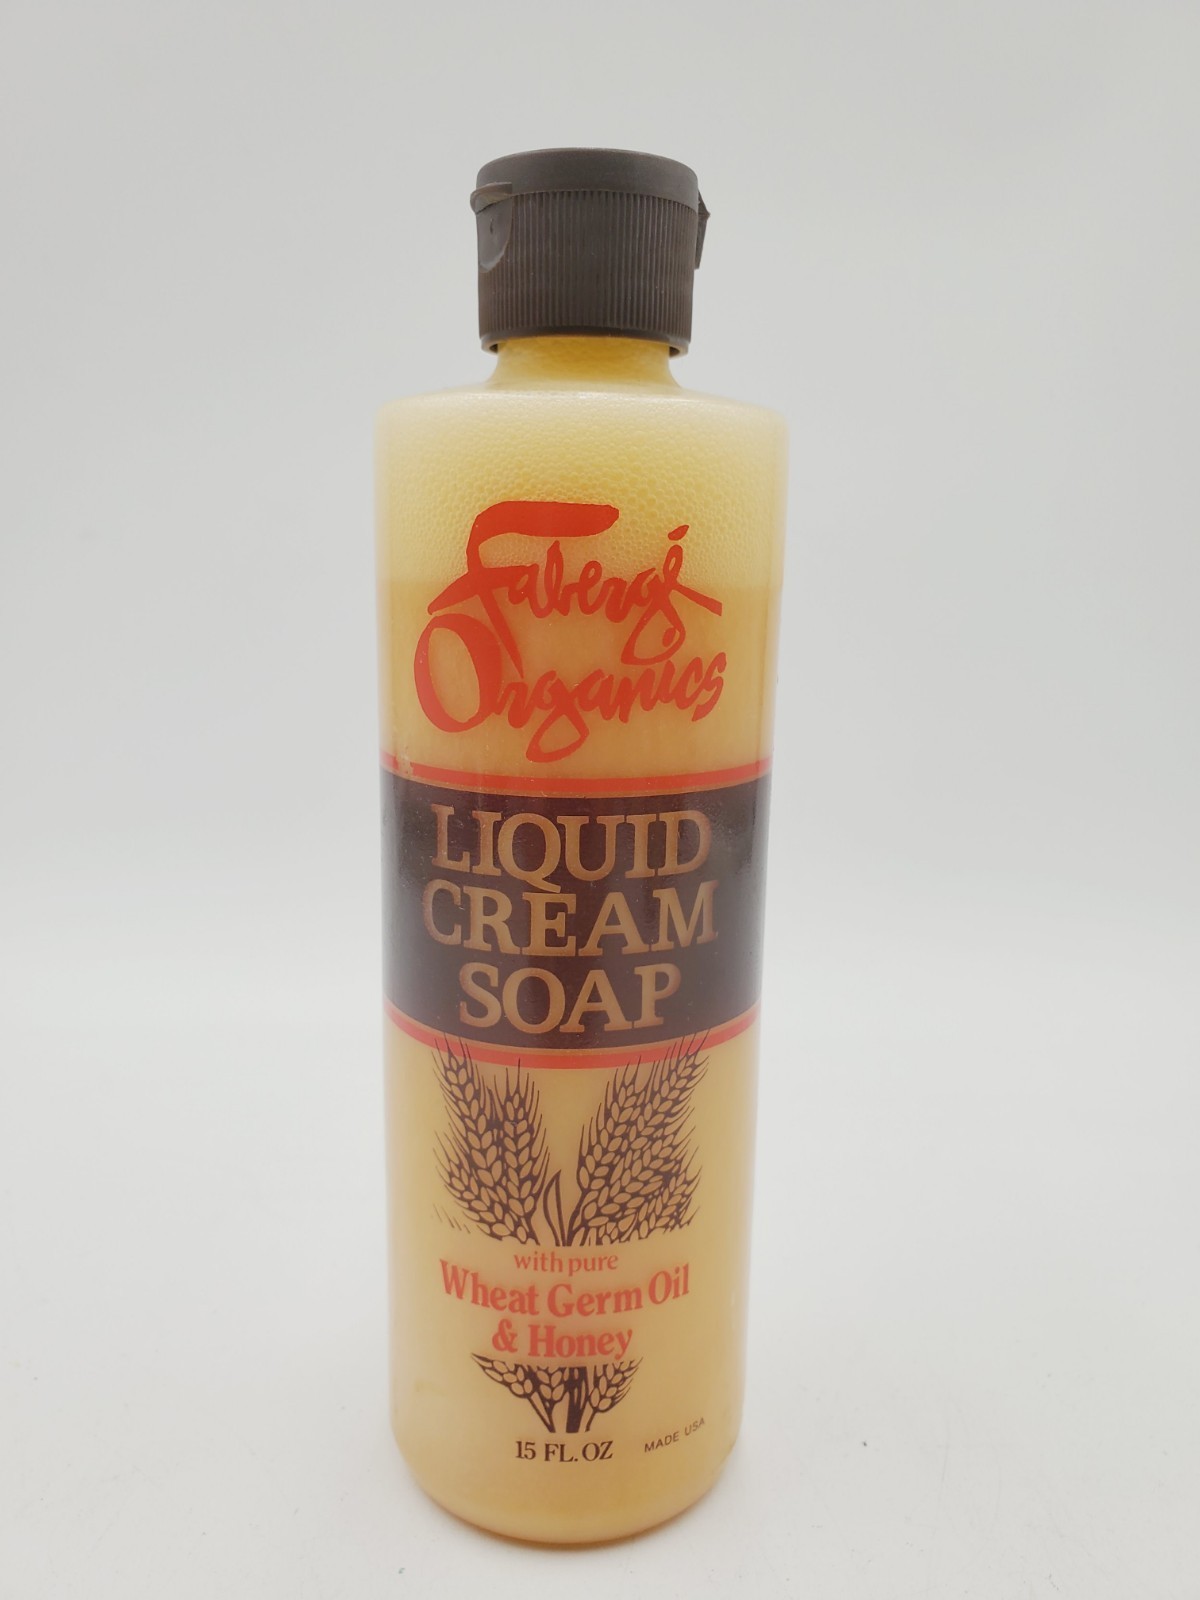 Fabergé
Organics
LIQUID
CREAM
SOAP
with pure
Wheat Germ Oil
& Honey
15 FL. OZ
MADE USA